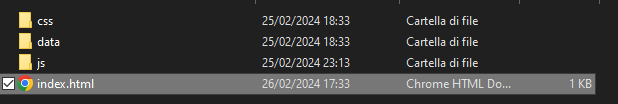 css 25/02/2024 18:33 Cartella di file
data 25/02/2024 18:33 Cartella di file
js 25/02/2024 23:13 Cartella di file
index.html 26/02/2024 17:33 Chrome HTML Do... 1 KB